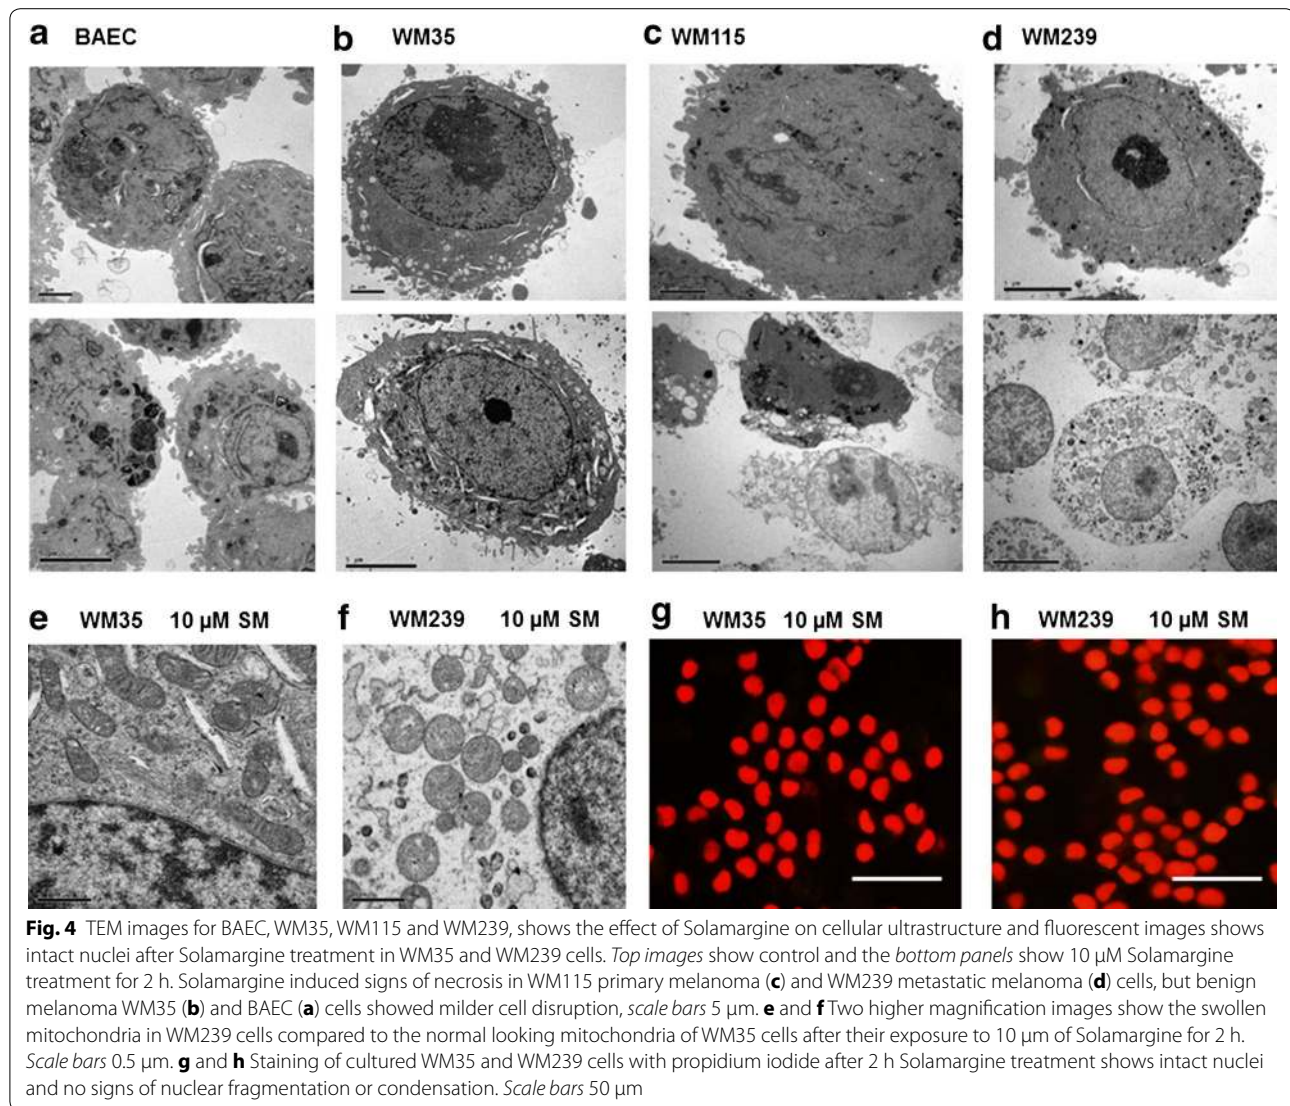 a BAEC
b WM35
c WM115
d WM239
e WM35 10 µM SM
f WM239 10 µM SM
g WM35 10 µM SM
h WM239 10 µM SM
Fig. 4 TEM images for BAEC, WM35, WM115 and WM239, shows the effect of Solamargine on cellular ultrastructure and fluorescent images shows
intact nuclei after Solamargine treatment in WM35 and WM239 cells. Top images show control and the bottom panels show 10 µM Solamargine
treatment for 2 h. Solamargine induced signs of necrosis in WM115 primary melanoma (c) and WM239 metastatic melanoma (d) cells, but benign
melanoma WM35 (b) and BAEC (a) cells showed milder cell disruption, scale bars 5 µm. e and f Two higher magnification images show the swollen
mitochondria in WM239 cells compared to the normal looking mitochondria of WM35 cells after their exposure to 10 µm of Solamargine for 2 h.
Scale bars 0.5 µm. g and h Staining of cultured WM35 and WM239 cells with propidium iodide after 2 h Solamargine treatment shows intact nuclei
and no signs of nuclear fragmentation or condensation. Scale bars 50 µm